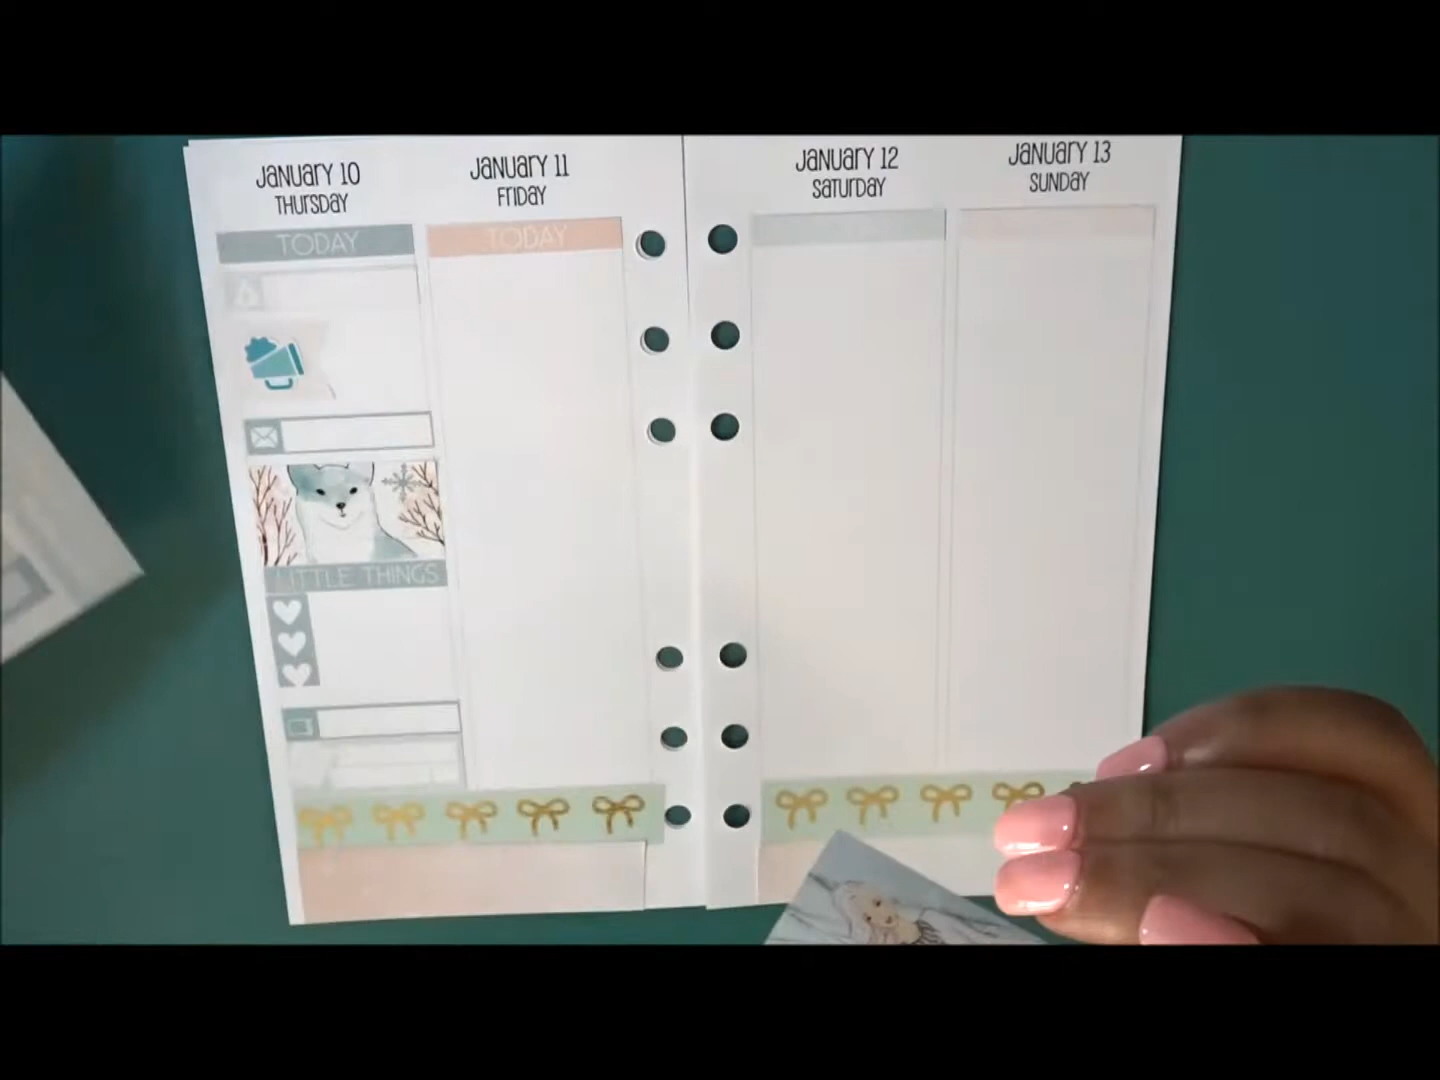 January 10
Thursday
January 11
Friday
January 12
Saturday
January 13
Sunday
TODAY
TODAY
LITTLE THINGS